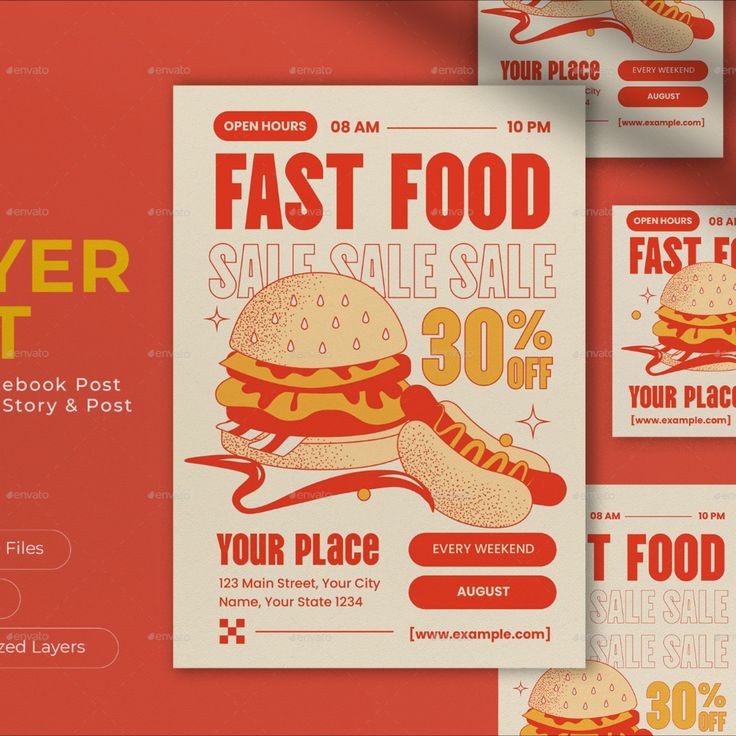 YER
T
ebook Post
Story & Post
Files
zed Layers
OPEN HOURS 08 AM 10 PM
FAST FOOD
SALE SALE SALE
30% OFF
YOUR PLACE
123 Main Street, Your City
Name, Your State 1234
EVERY WEEKEND
AUGUST
[www.example.com]
YOUR PLACE
City
4
EVERY WEEKEND
AUGUST
[www.example.com]
OPEN HOURS 08 A
FAST F
YOUR PLAC
[www.example.com]
08 AM 10 PM
T FOOD
SALE SALE
SALE SALE
30% OFF
envato